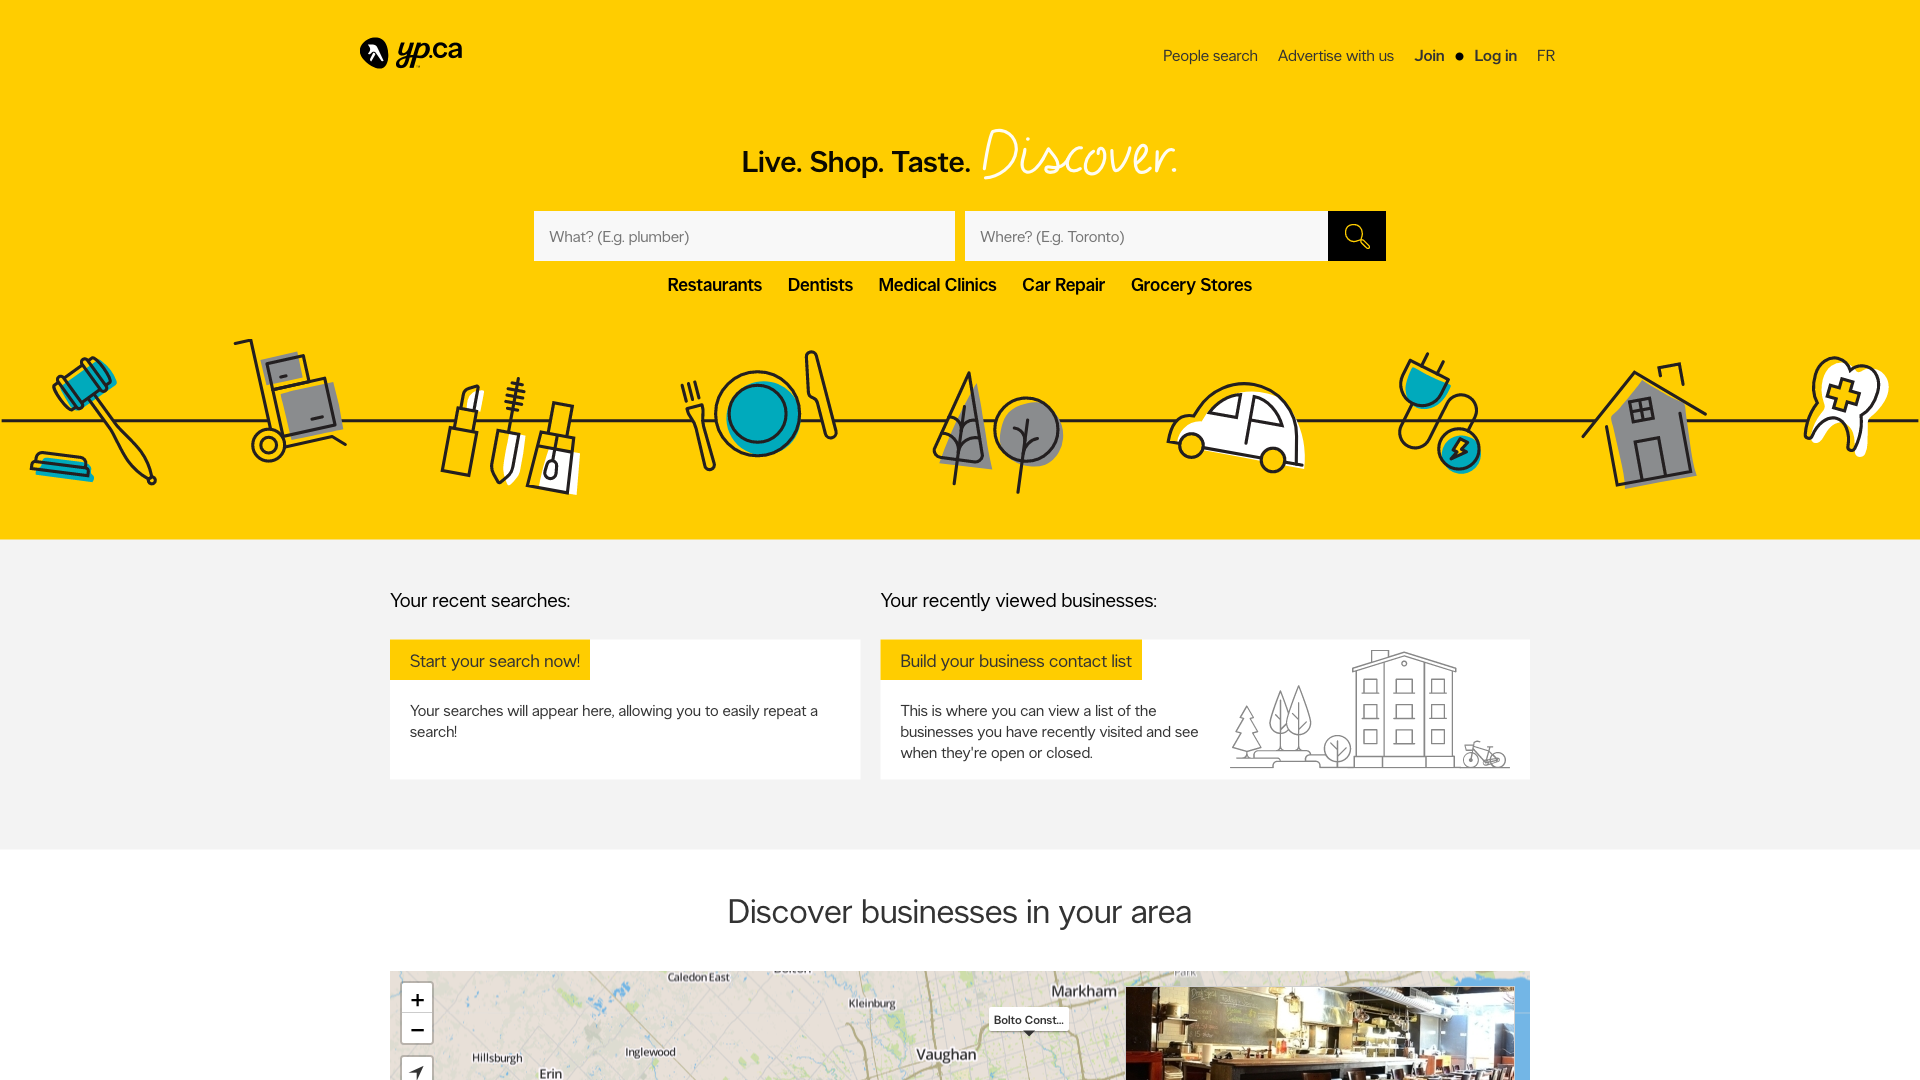 yp.ca
People search
Advertise with us
Join
Log in
FR
Live. Shop. Taste. Discover.
What? (E.g. plumber)
Where? (E.g. Toronto)
Restaurants
Dentists
Medical Clinics
Car Repair
Grocery Stores
Your recent searches:
Start your search now!
Your searches will appear here, allowing you to easily repeat a
search!
Your recently viewed businesses:
Build your business contact list
This is where you can view a list of the
businesses you have recently visited and see
when they're open or closed.
Discover businesses in your area
+
−
Caledon East
Bolton
Park
Kleinburg
Markham
Bolto Const...
Hillsburgh
Inglewood
Vaughan
Erin